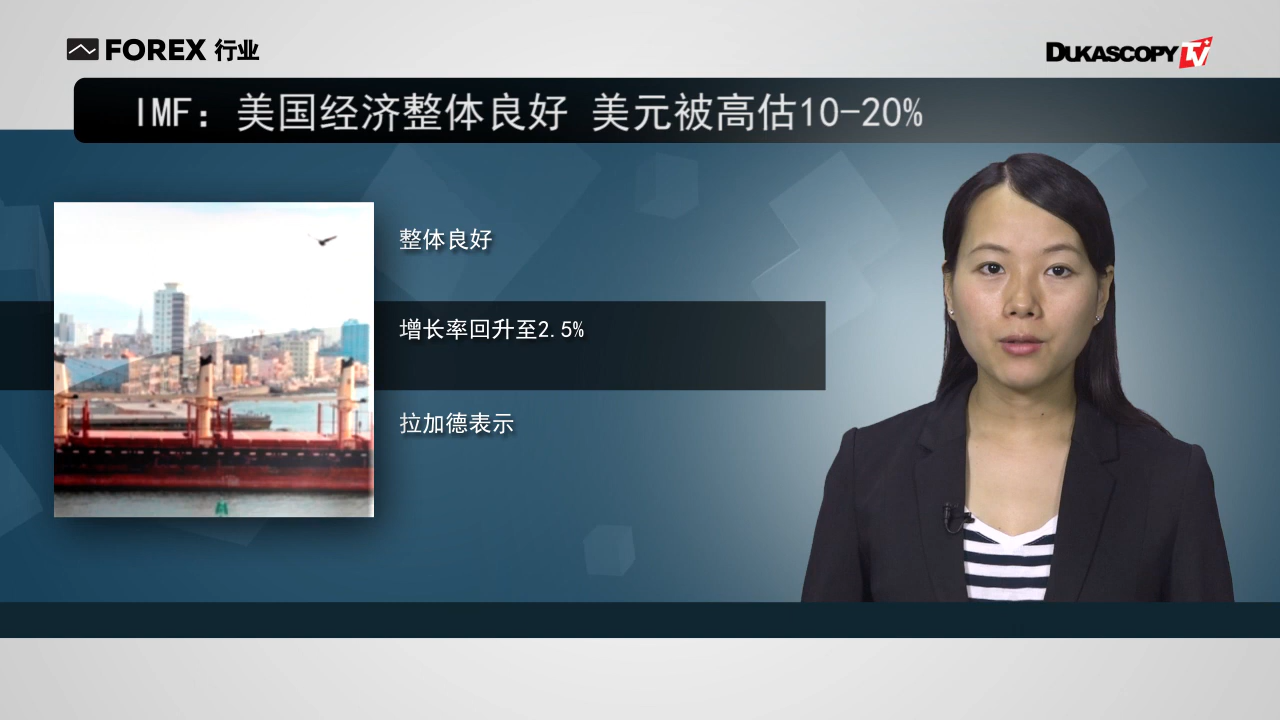 FOREX 行业
DUKASCOPY TV
IMF：美国经济整体良好 美元被高估10-20%
整体良好
增长率回升至2.5%
拉加德表示